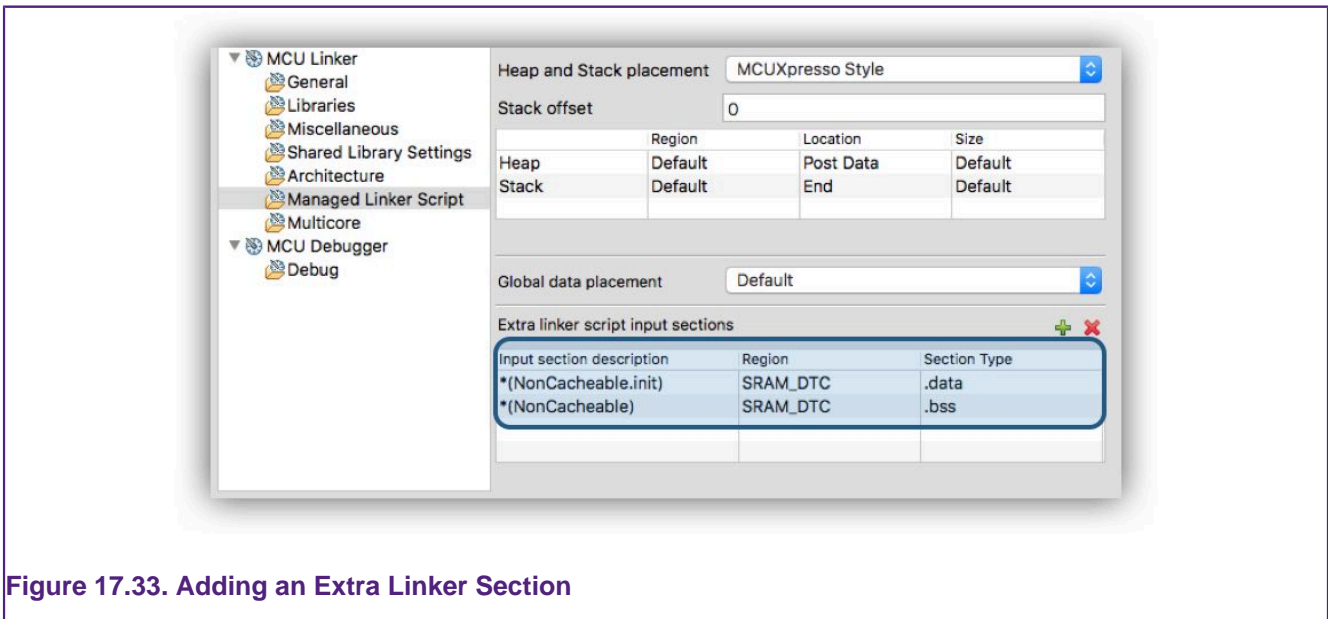 MCU Linker
General
Libraries
Miscellaneous
Shared Library Settings
Architecture
Managed Linker Script
Multicore
MCU Debugger
Debug
Heap and Stack placement MCUXpresso Style
Stack offset 0
Region Location Size
Heap Default Post Data Default
Stack Default End Default
Global data placement Default
Extra linker script input sections
Input section description Region Section Type
*(NonCacheable.init) SRAM_DTC .data
*(NonCacheable) SRAM_DTC .bss
Figure 17.33. Adding an Extra Linker Section